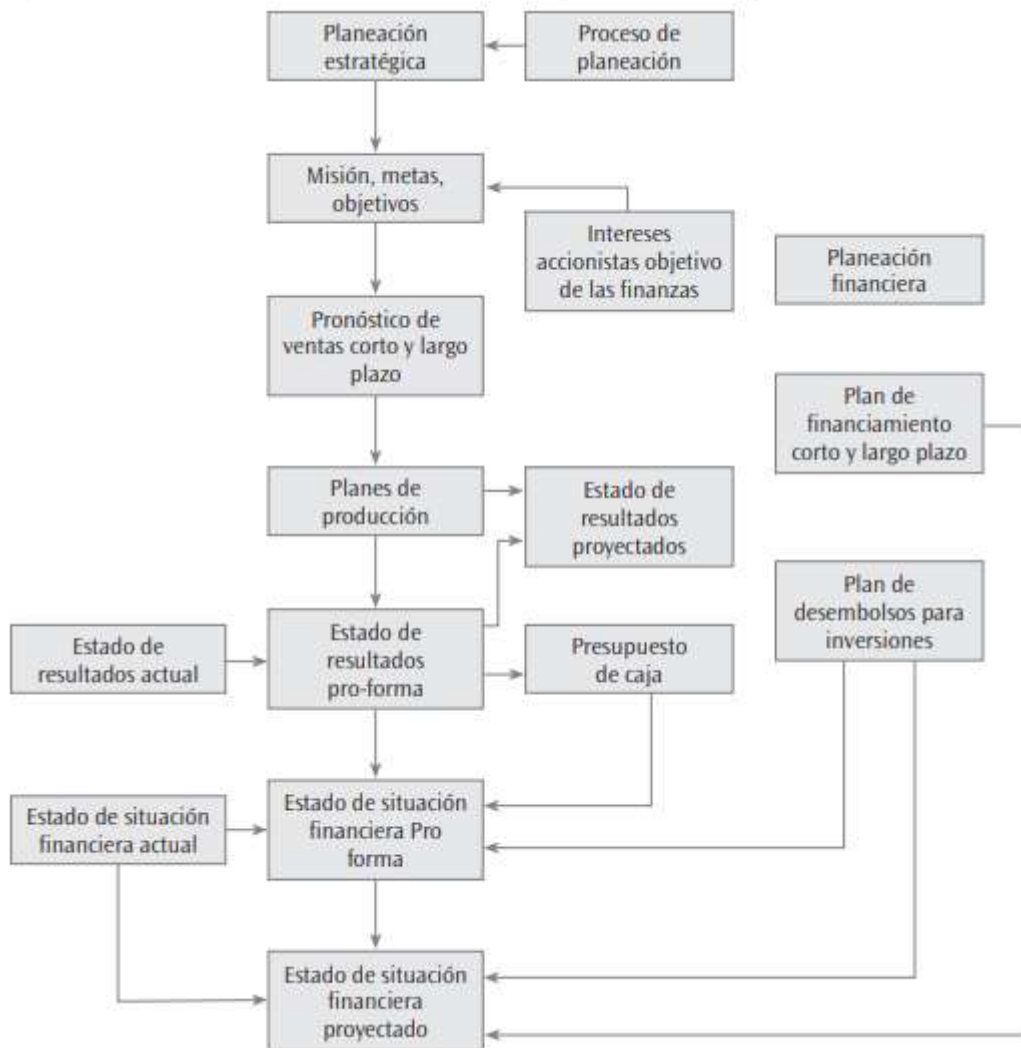 Planeación
estratégica
Proceso de
planeación
Misión, metas,
objetivos
Intereses
accionistas objetivo
de las finanzas
Planeación
financiera
Pronóstico de
ventas corto y largo
plazo
Plan de
financiamiento
corto y largo plazo
Planes de
producción
Estado de
resultados
proyectados
Plan de
desembolsos para
inversiones
Estado de
resultados actual
Estado de
resultados
pro-forma
Presupuesto
de caja
Estado de situación
financiera actual
Estado de situación
financiera Pro
forma
Estado de situación
financiera
proyectado